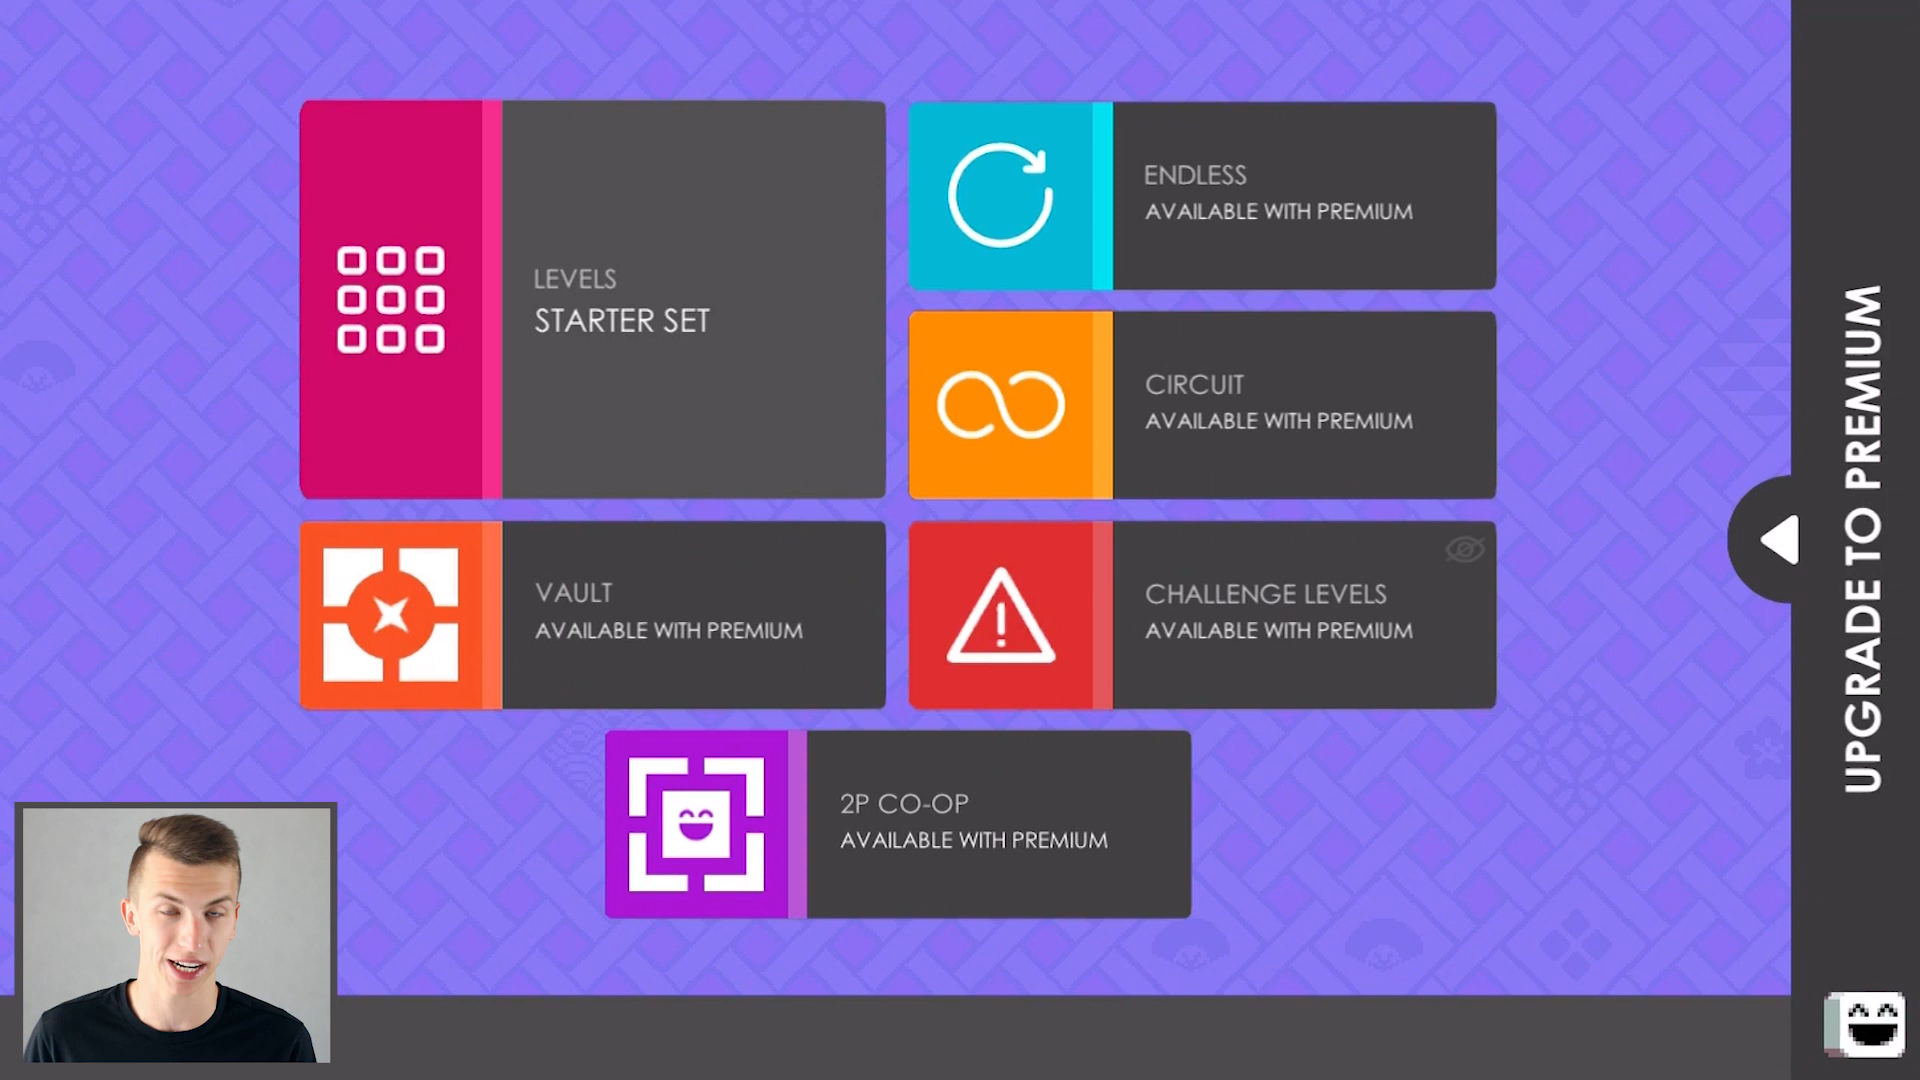 LEVELS
STARTER SET
ENDLESS
AVAILABLE WITH PREMIUM
CIRCUIT
AVAILABLE WITH PREMIUM
VAULT
AVAILABLE WITH PREMIUM
CHALLENGE LEVELS
AVAILABLE WITH PREMIUM
2P CO-OP
AVAILABLE WITH PREMIUM
UPGRADE TO PREMIUM